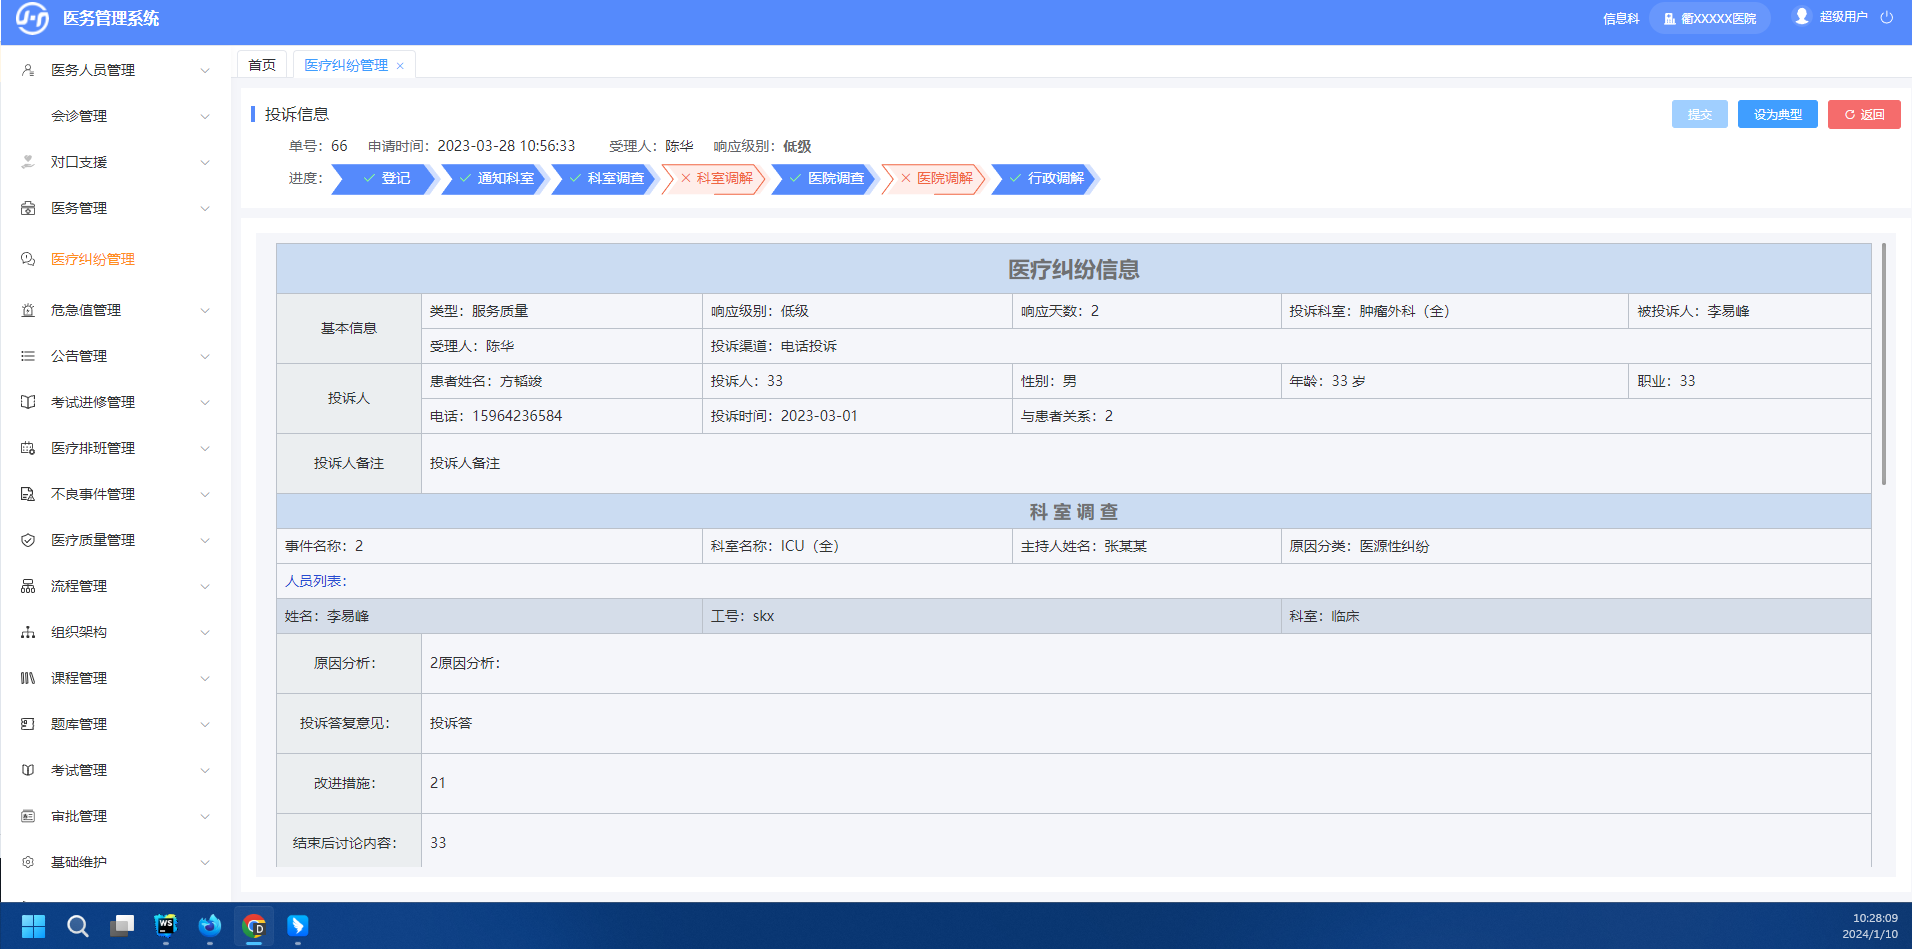 医务管理系统
信息科 衢XXXXX医院 超级用户
医务人员管理
会诊管理
对口支援
医务管理
医疗纠纷管理
危急值管理
公告管理
考试进修管理
医疗排班管理
不良事件管理
医疗质量管理
流程管理
组织架构
课程管理
题库管理
考试管理
审批管理
基础维护
首页 医疗纠纷管理
投诉信息
提交 设为典型 返回
单号：66 申请时间：2023-03-28 10:56:33 受理人：陈华 响应级别：低级
进度： 登记 通知科室 科室调查 科室调解 医院调查 医院调解 行政调解
医疗纠纷信息
基本信息
类型：服务质量 响应级别：低级 响应天数：2 投诉科室：肿瘤外科（全） 被投诉人：李易峰
受理人：陈华 投诉渠道：电话投诉
投诉人
患者姓名：方韬竣 投诉人：33 性别：男 年龄：33 岁 职业：33
电话：15964236584 投诉时间：2023-03-01 与患者关系：2
投诉人备注 投诉人备注
科 室 调 查
事件名称：2 科室名称：ICU（全） 主持人姓名：张某某 原因分类：医源性纠纷
人员列表：
姓名：李易峰 工号：skx 科室：临床
原因分析： 2原因分析：
投诉答复意见： 投诉答
改进措施： 21
结束后讨论内容： 33
WS
D
10:28:09
2024/1/10